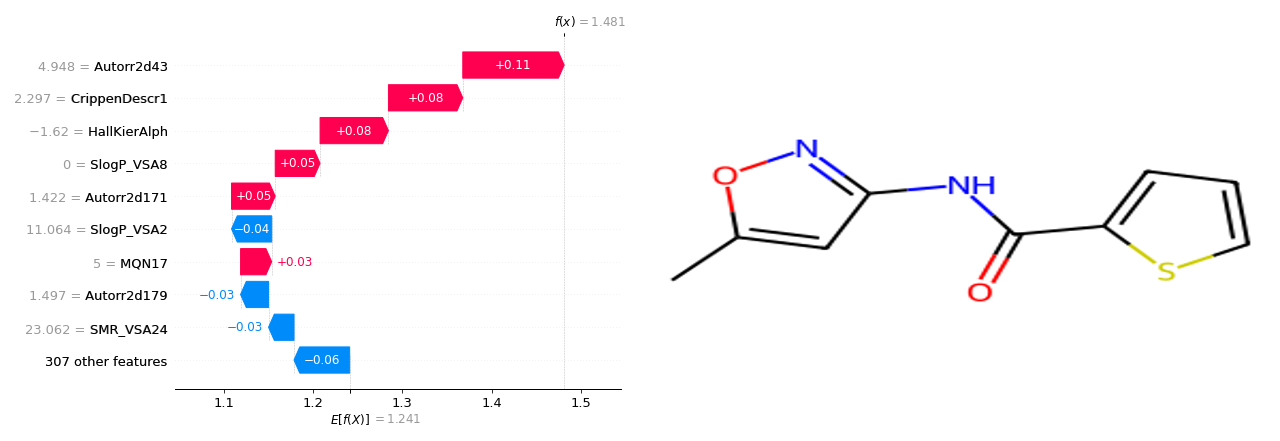 f(x) = 1.481
4.948 = Autorr2d43
+0.11
2.297 = CrippenDescr1
+0.08
−1.62 = HallKierAlph
+0.08
0 = SlogP_VSA8
+0.05
1.422 = Autorr2d171
+0.05
11.064 = SlogP_VSA2
−0.04
5 = MQN17
+0.03
1.497 = Autorr2d179
−0.03
23.062 = SMR_VSA24
−0.03
307 other features
−0.06
1.1 1.2 1.3 1.4 1.5
E[f(X)] = 1.241
N
O
NH
O
S